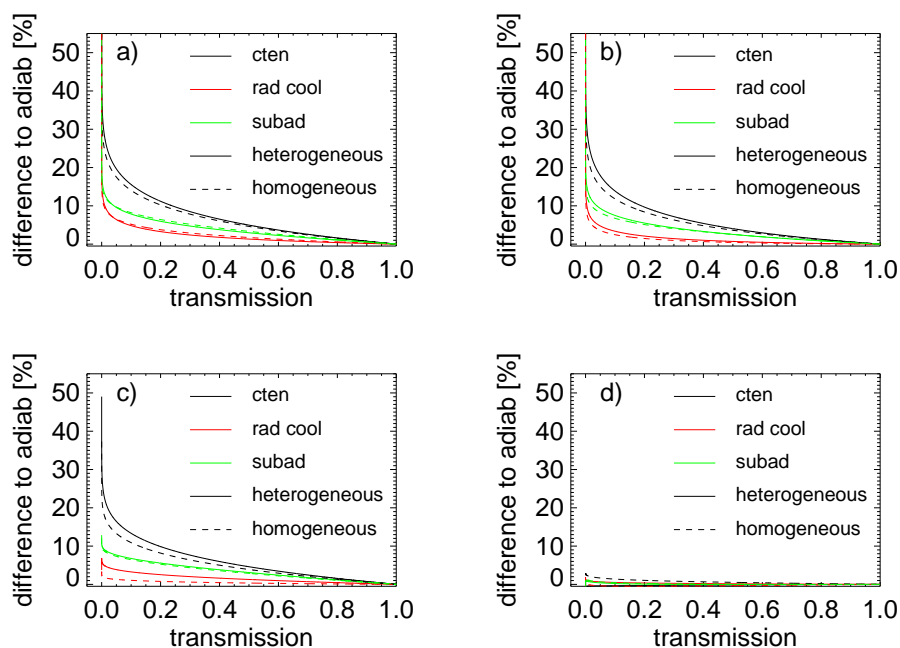 difference to adiab [%]
50
40
30
20
10
0
a)
cten
rad cool
subad
heterogeneous
homogeneous
0.0 0.2 0.4 0.6 0.8 1.0
transmission
difference to adiab [%]
50
40
30
20
10
0
b)
cten
rad cool
subad
heterogeneous
homogeneous
0.0 0.2 0.4 0.6 0.8 1.0
transmission
difference to adiab [%]
50
40
30
20
10
0
c)
cten
rad cool
subad
heterogeneous
homogeneous
0.0 0.2 0.4 0.6 0.8 1.0
transmission
difference to adiab [%]
50
40
30
20
10
0
d)
cten
rad cool
subad
heterogeneous
homogeneous
0.0 0.2 0.4 0.6 0.8 1.0
transmission